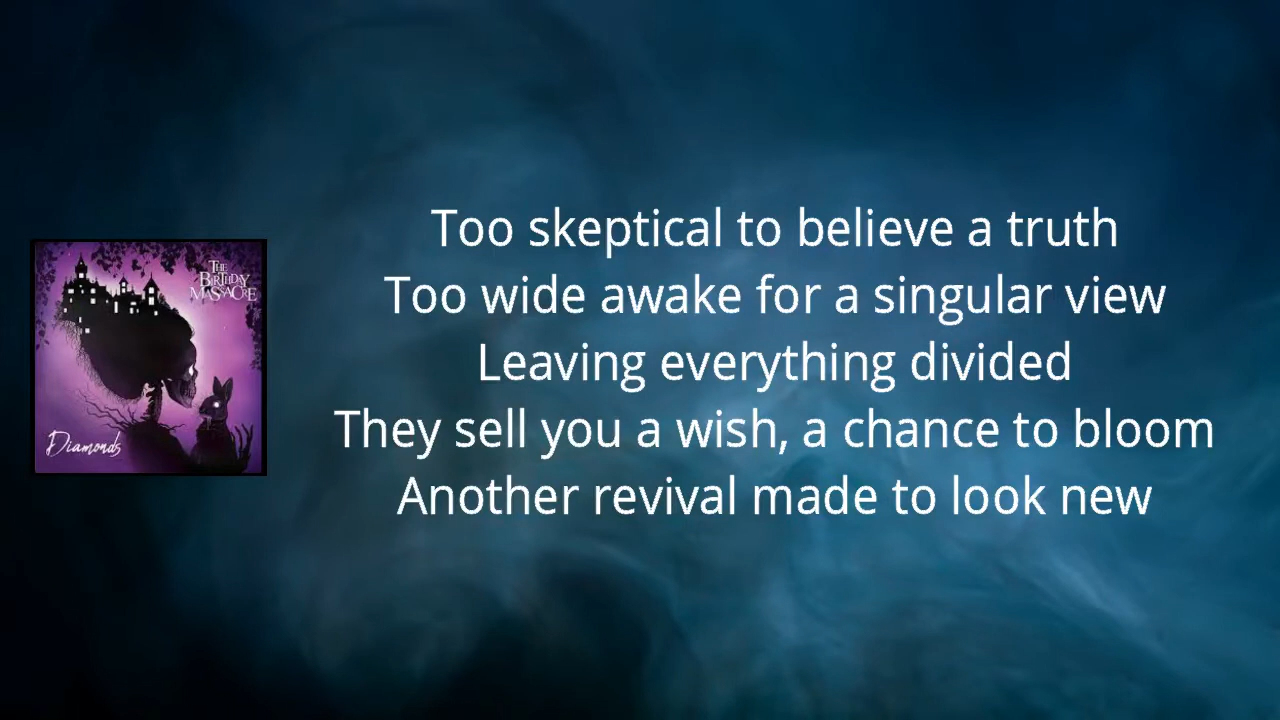 THE
BIRTHDAY
MASSACRE
Diamonds
Too skeptical to believe a truth
Too wide awake for a singular view
Leaving everything divided
They sell you a wish, a chance to bloom
Another revival made to look new